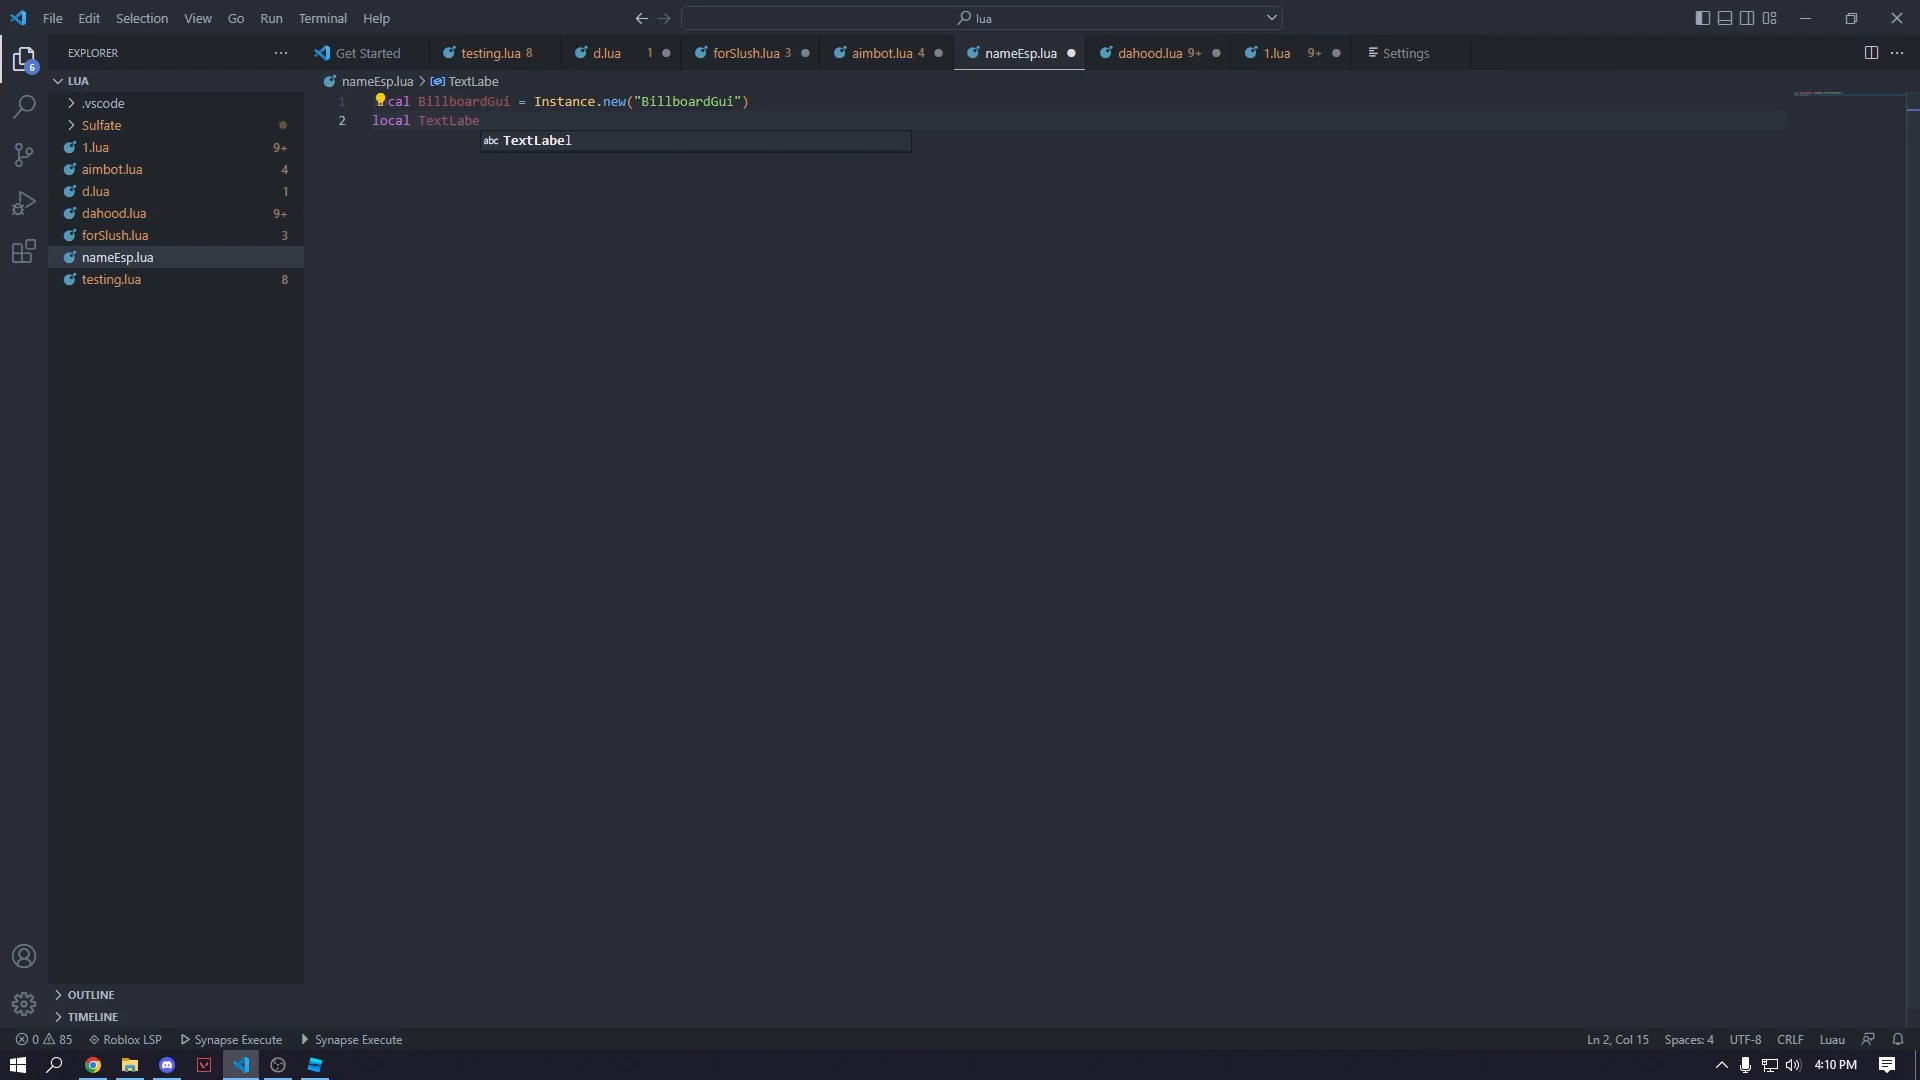 File Edit Selection View Go Run Terminal Help
lua
EXPLORER
Get Started
testing.lua 8
d.lua 1
forSlush.lua 3
aimbot.lua 4
nameEsp.lua
dahood.lua 9+
1.lua 9+
Settings
6
LUA
.vscode
Sulfate
1.lua 9+
aimbot.lua 4
d.lua 1
dahood.lua 9+
forSlush.lua 3
nameEsp.lua
testing.lua 8
nameEsp.lua > TextLabe
1 cal BillboardGui = Instance.new("BillboardGui")
2 local TextLabe
abc TextLabel
OUTLINE
TIMELINE
0 85 Roblox LSP Synapse Execute Synapse Execute
Ln 2, Col 15 Spaces: 4 UTF-8 CRLF Luau
4:10 PM